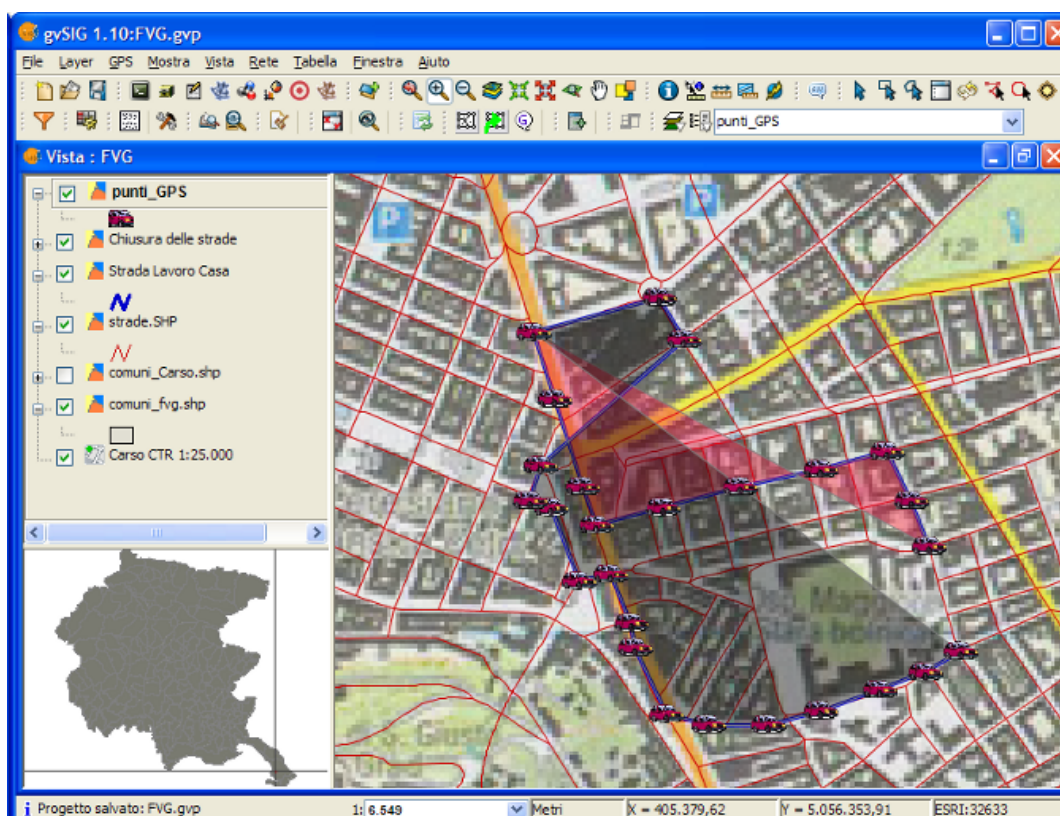 gvSIG 1.10:FVG.gvp
File Layer GPS Mostra Vista Rete Tabella Finestra Aiuto
punti_GPS
Vista : FVG
punti_GPS
Chiusura delle strade
Strada Lavoro Casa
strade.SHP
comuni_Carso.shp
comuni_fvg.shp
Carso CTR 1:25.000
P
P
12
Giust
Progetto salvato: FVG.gvp 1: 6.549 Metri X = 405.379,62 Y = 5.056.353,91 ESRI:32633